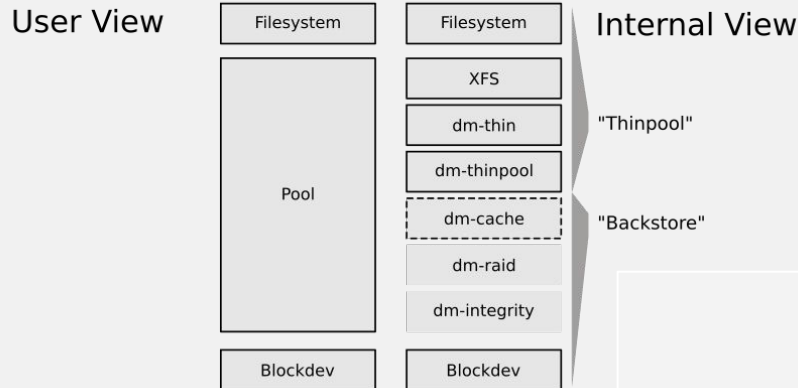 User View
Filesystem
Pool
Blockdev
Filesystem
XFS
dm-thin
dm-thinpool
dm-cache
dm-raid
dm-integrity
Blockdev
Internal View
"Thinpool"
"Backstore"